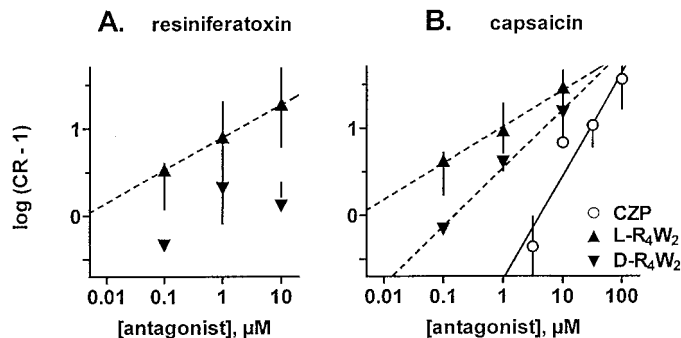 A. resiniferatoxin
B. capsaicin
log (CR - 1)
1
0
0.01 0.1 1 10
[antagonist], µM
1
0
0.01 0.1 1 10 100
[antagonist], µM
CZP
L-R₄W₂
D-R₄W₂